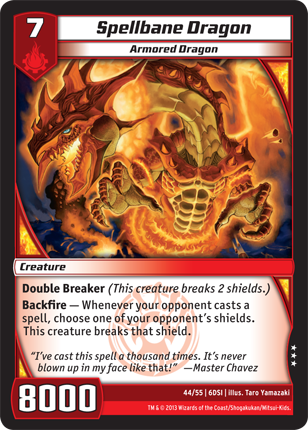 7
Spellbane Dragon
Armored Dragon
Creature
Double Breaker (This creature breaks 2 shields.)
Backfire — Whenever your opponent casts a
spell, choose one of your opponent's shields.
This creature breaks that shield.
"I've cast this spell a thousand times. It's never
blown up in my face like that!" —Master Chavez
8000
44/55 | 6DSI | illus. Taro Yamazaki
TM & © 2013 Wizards of the Coast/Shogakukan/Mitsui-Kids.